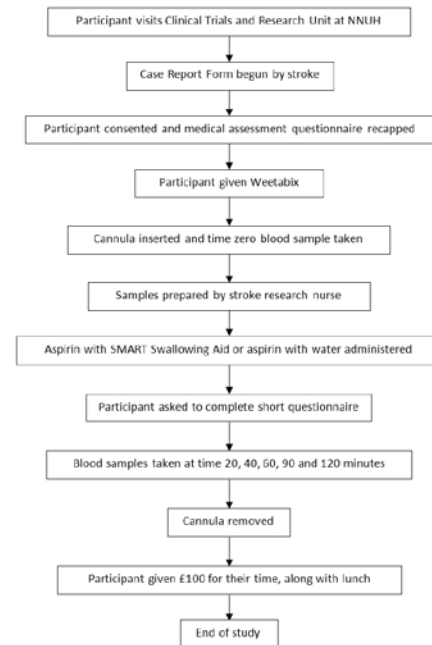 Participant visits Clinical Trials and Research Unit at NNUH
Case Report Form begun by stroke
Participant consented and medical assessment questionnaire recapped
Participant given Weetabix
Cannula inserted and time zero blood sample taken
Samples prepared by stroke research nurse
Aspirin with SMART Swallowing Aid or aspirin with water administered
Participant asked to complete short questionnaire
Blood samples taken at time 20, 40, 60, 90 and 120 minutes
Cannula removed
Participant given £100 for their time, along with lunch
End of study